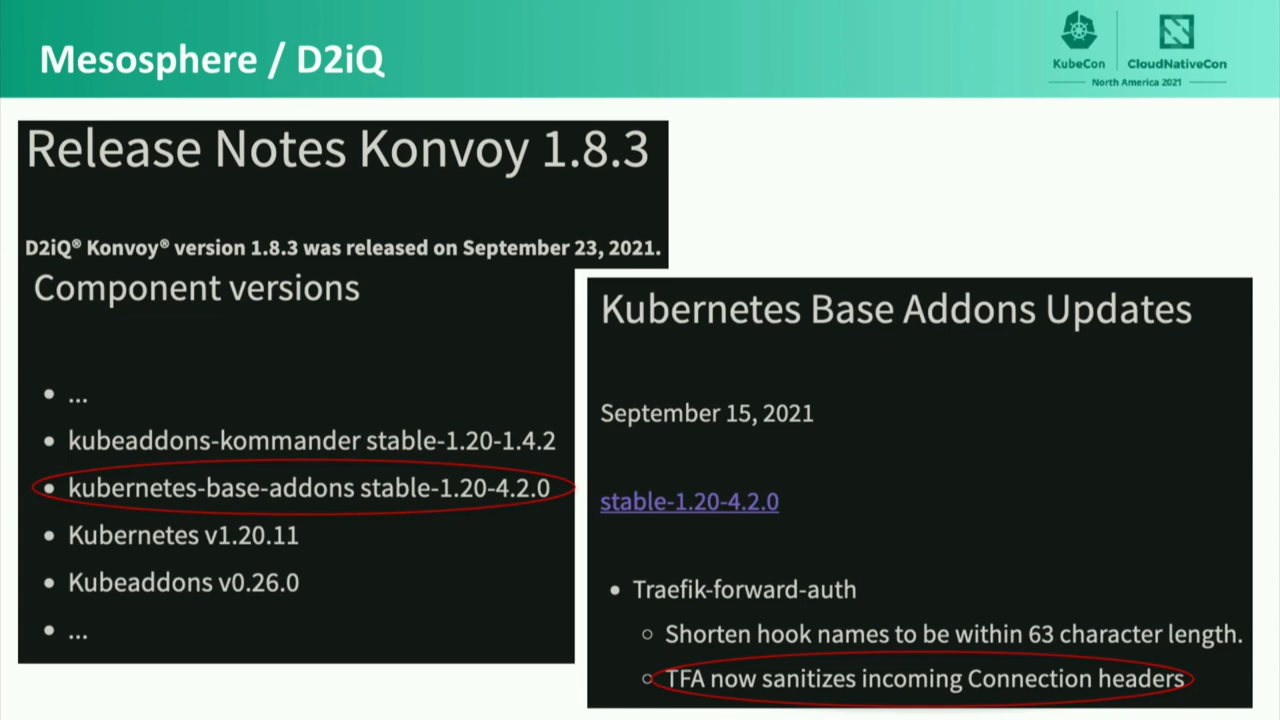 Mesosphere / D2iQ
KubeCon
CloudNativeCon
North America 2021
Release Notes Konvoy 1.8.3
D2iQ® Konvoy® version 1.8.3 was released on September 23, 2021.
Component versions
• ...
• kubeaddons-kommander stable-1.20-1.4.2
• kubernetes-base-addons stable-1.20-4.2.0
• Kubernetes v1.20.11
• Kubeaddons v0.26.0
• ...
Kubernetes Base Addons Updates
September 15, 2021
stable-1.20-4.2.0
• Traefik-forward-auth
○ Shorten hook names to be within 63 character length.
○ TFA now sanitizes incoming Connection headers